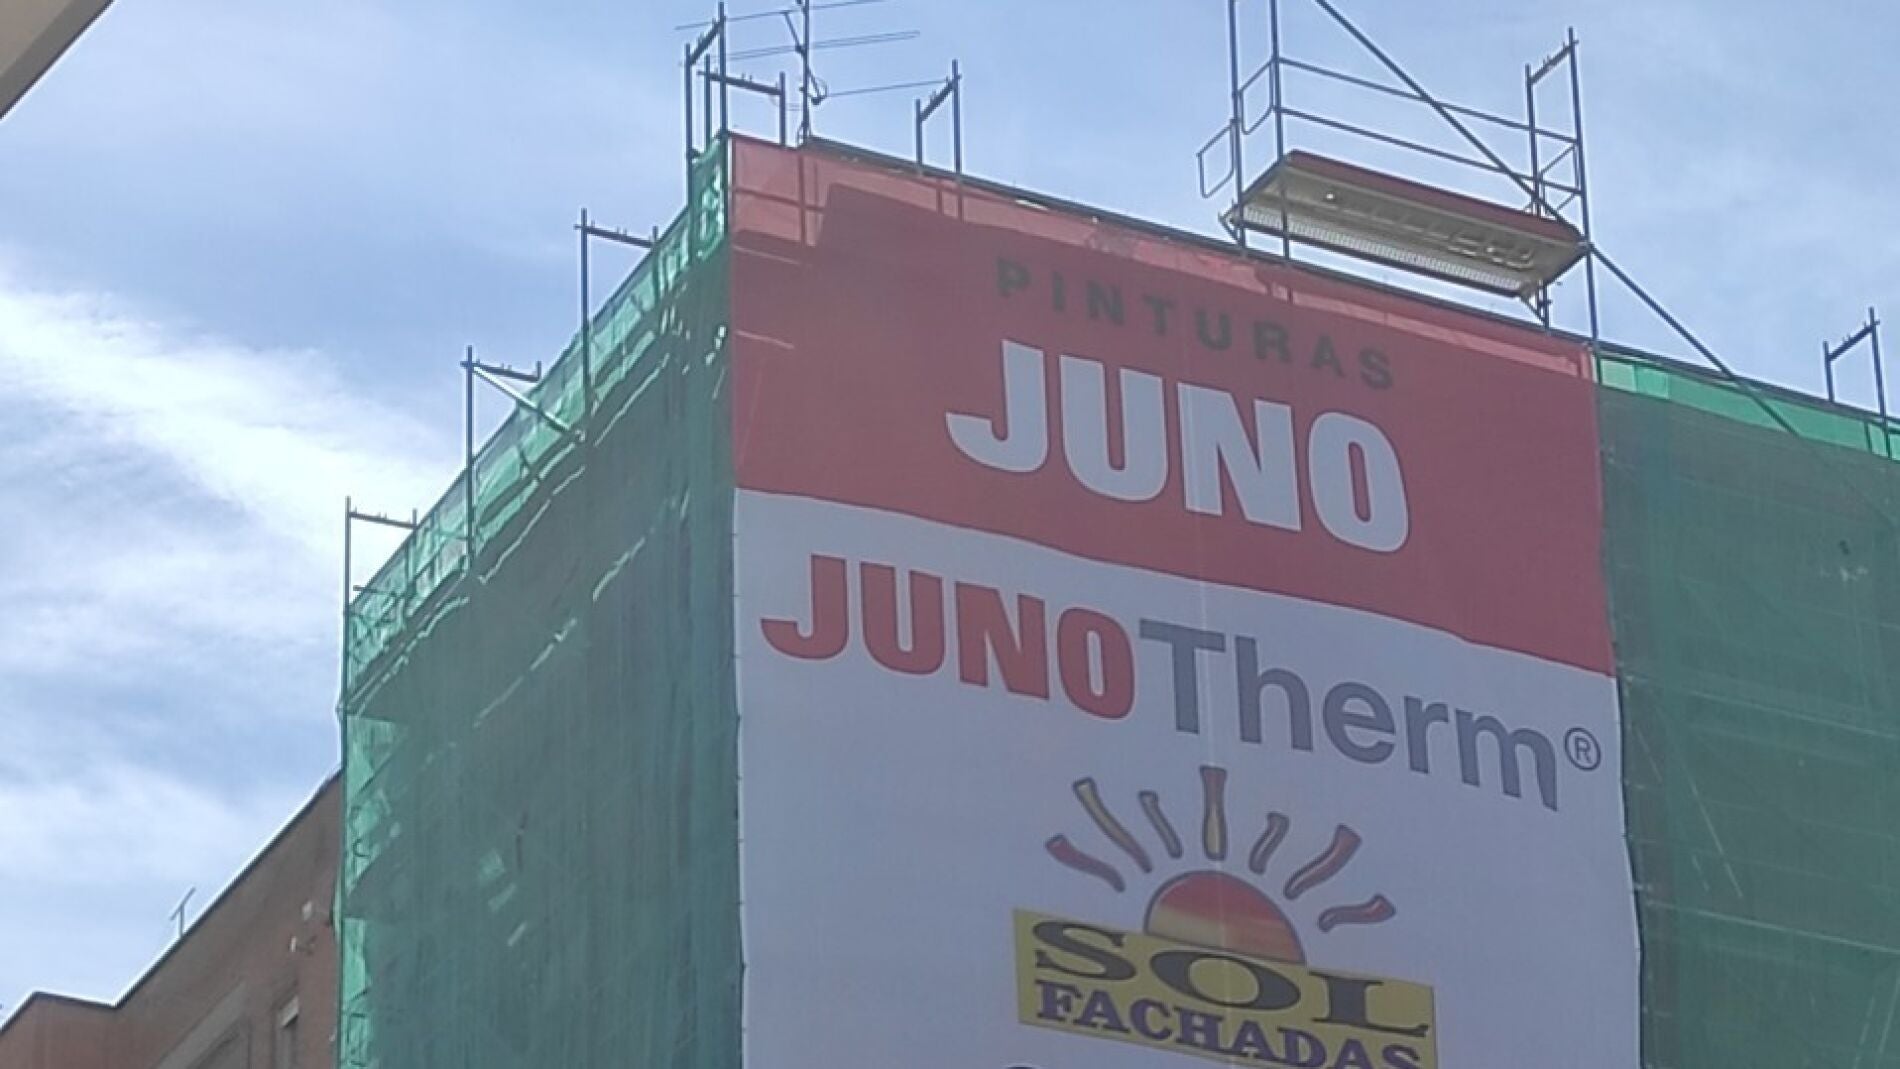 PINTURAS
JUNO
JUNOTherm®
SOL
FACHADAS